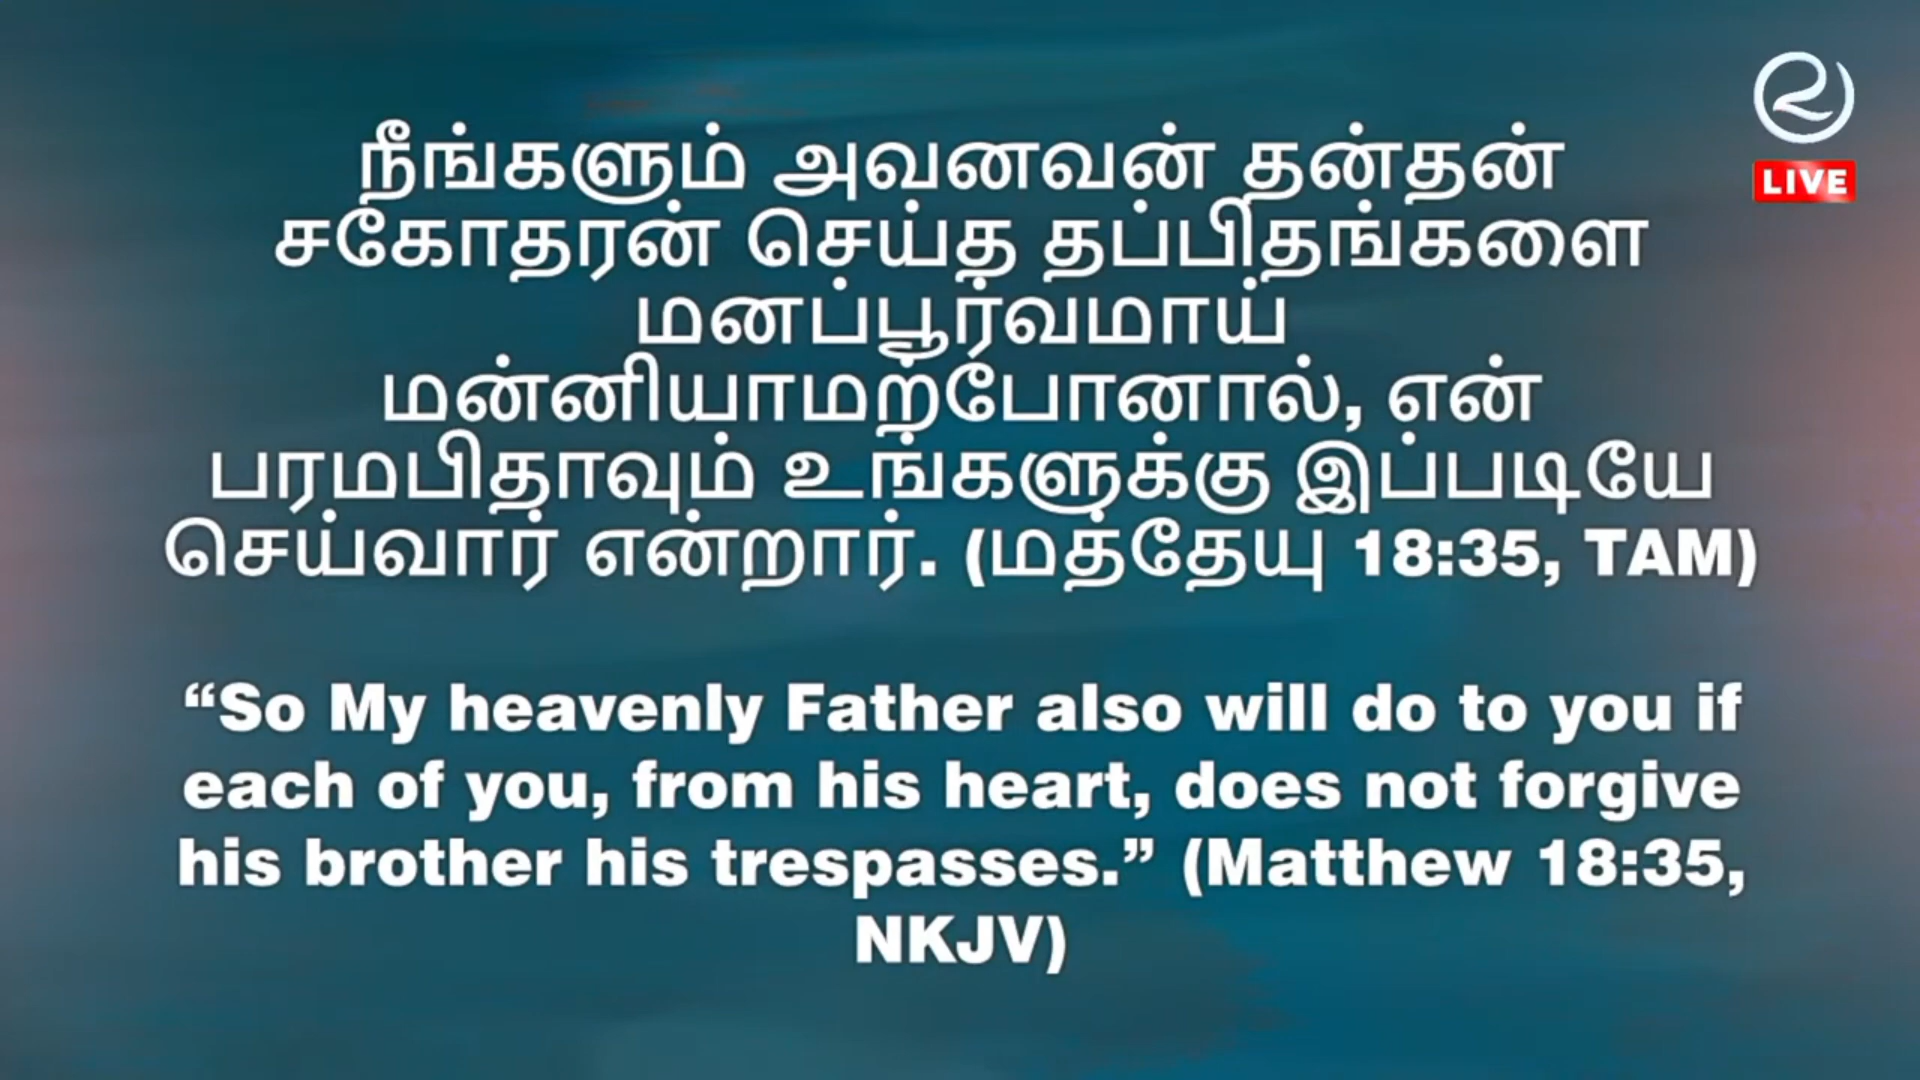 நீங்களும் அவனவன் தன்தன்
சகோதரன் செய்த தப்பிதங்களை
மனப்பூர்வமாய்
மன்னியாமற்போனால், என்
பரமபிதாவும் உங்களுக்கு இப்படியே
செய்வார் என்றார். (மத்தேயு 18:35, TAM)
“So My heavenly Father also will do to you if
each of you, from his heart, does not forgive
his brother his trespasses.” (Matthew 18:35,
NKJV)
LIVE